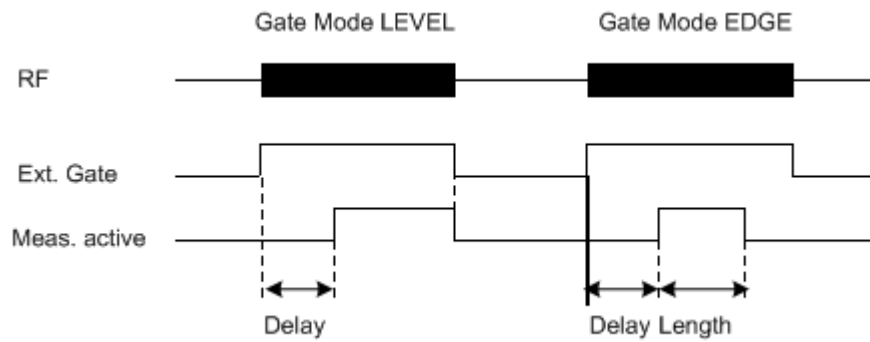 Gate Mode LEVEL Gate Mode EDGE
RF
Ext. Gate
Meas. active
Delay Delay Length